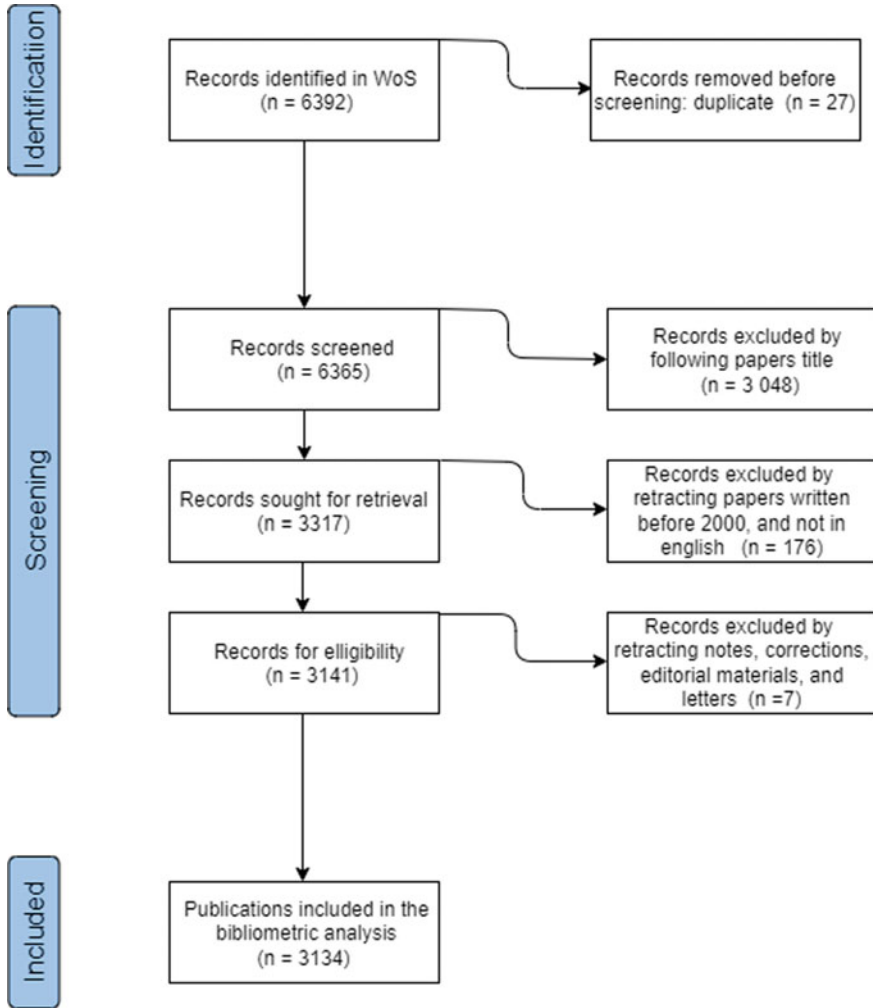 Identificatiion
Records identified in WoS
(n = 6392)
Records removed before
screening: duplicate (n = 27)
Screening
Records screened
(n = 6365)
Records excluded by
following papers title
(n = 3 048)
Records sought for retrieval
(n = 3317)
Records excluded by
retracting papers written
before 2000, and not in
english (n = 176)
Records for elligibility
(n = 3141)
Records excluded by
retracting notes, corrections,
editorial materials, and
letters (n =7)
Included
Publications included in the
bibliometric analysis
(n = 3134)